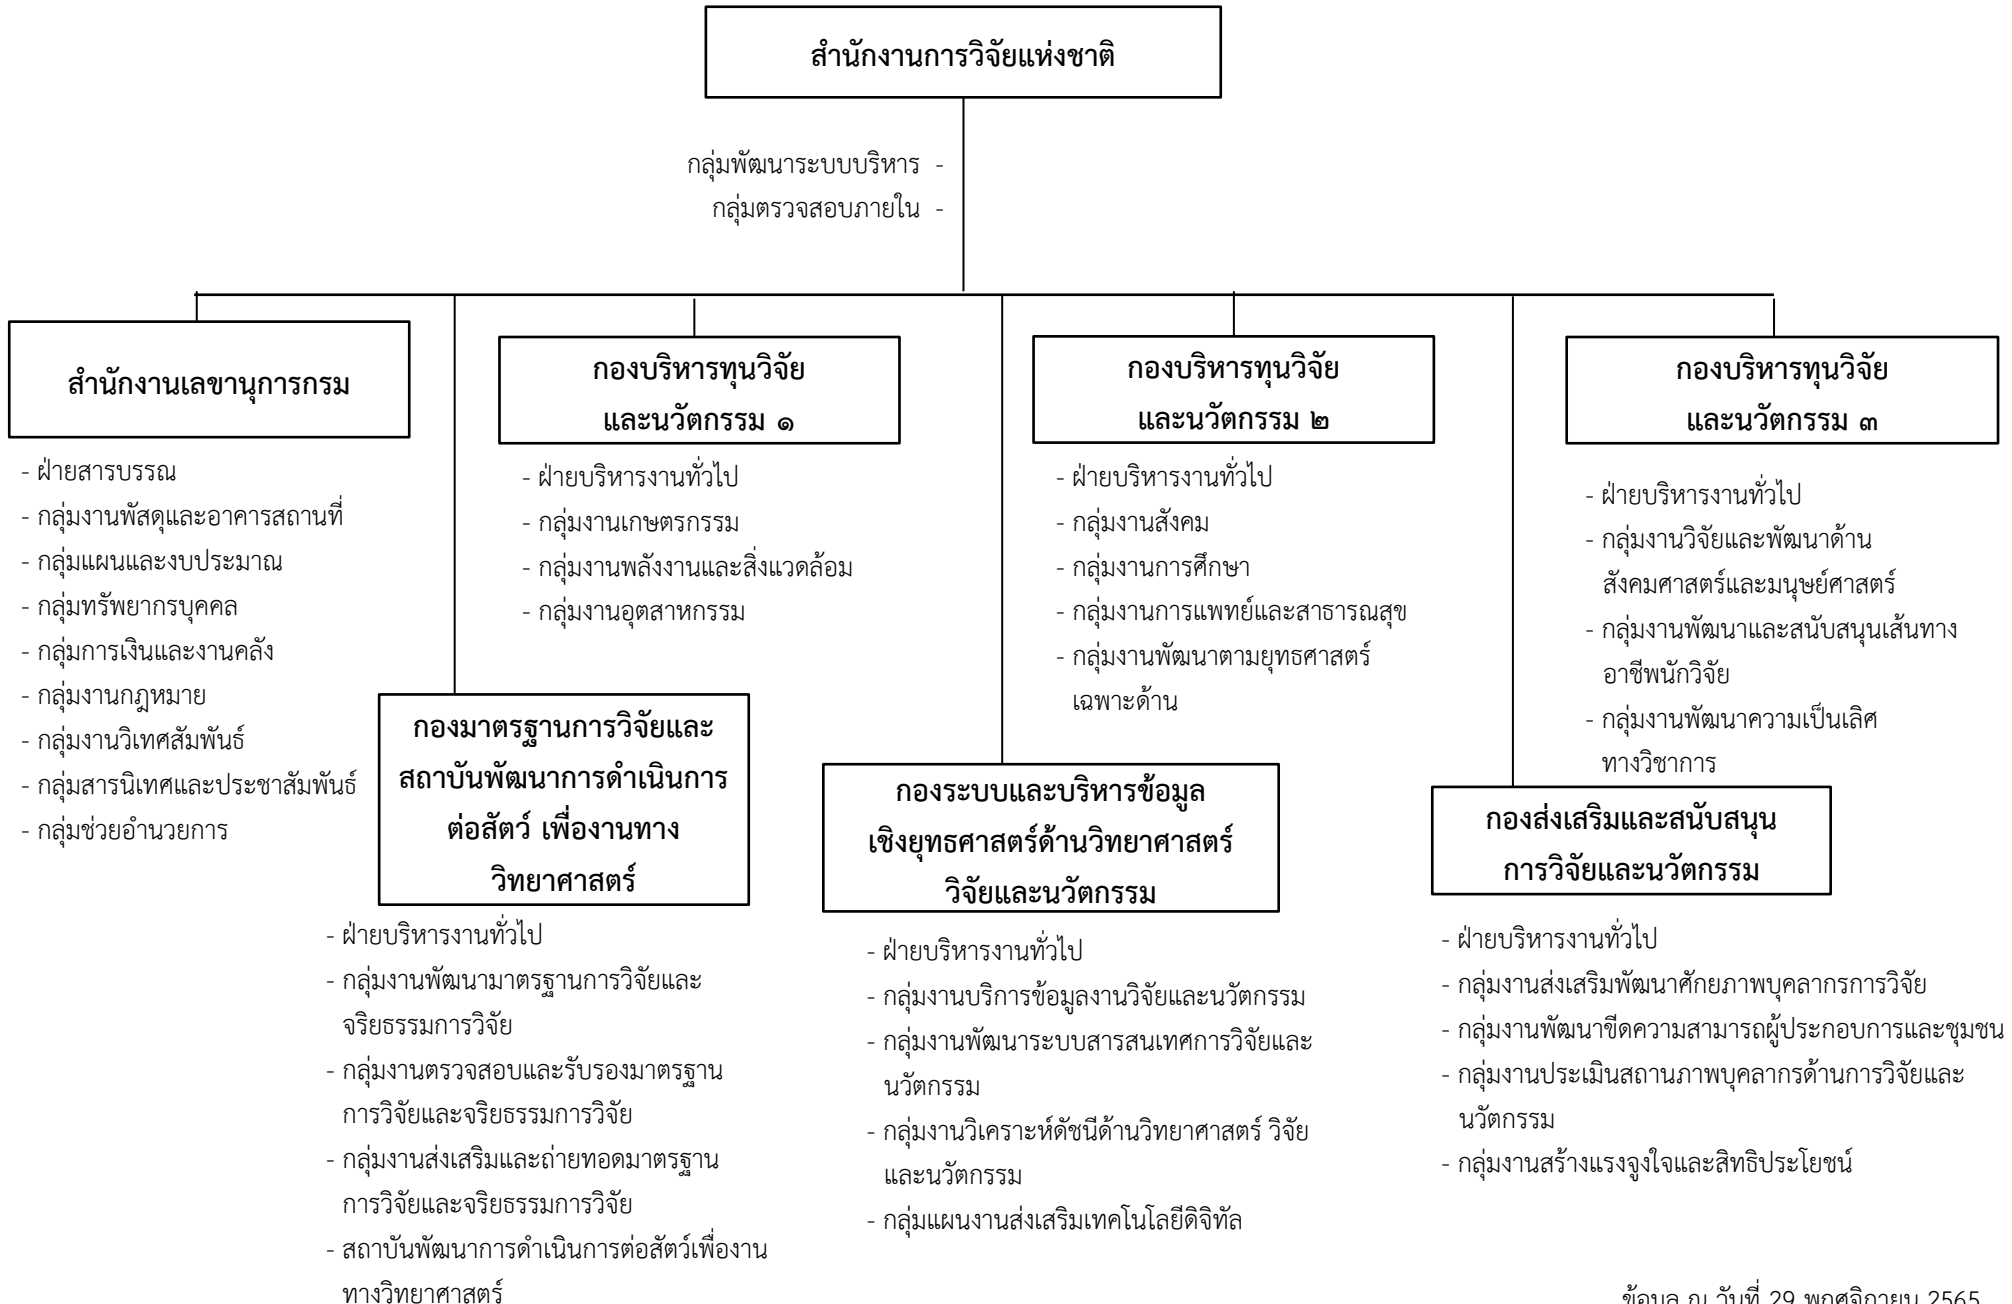 สำนักงานการวิจัยแห่งชาติ
กลุ่มพัฒนาระบบบริหาร -
กลุ่มตรวจสอบภายใน -
สำนักงานเลขานุการกรม
- ฝ่ายสารบรรณ
- กลุ่มงานพัสดุและอาคารสถานที่
- กลุ่มแผนและงบประมาณ
- กลุ่มทรัพยากรบุคคล
- กลุ่มการเงินและงานคลัง
- กลุ่มงานกฎหมาย
- กลุ่มงานวิเทศสัมพันธ์
- กลุ่มสารนิเทศและประชาสัมพันธ์
- กลุ่มช่วยอำนวยการ
กองบริหารทุนวิจัย
และนวัตกรรม ๑
- ฝ่ายบริหารงานทั่วไป
- กลุ่มงานเกษตรกรรม
- กลุ่มงานพลังงานและสิ่งแวดล้อม
- กลุ่มงานอุตสาหกรรม
กองบริหารทุนวิจัย
และนวัตกรรม ๒
- ฝ่ายบริหารงานทั่วไป
- กลุ่มงานสังคม
- กลุ่มงานการศึกษา
- กลุ่มงานการแพทย์และสาธารณสุข
- กลุ่มงานพัฒนาตามยุทธศาสตร์
เฉพาะด้าน
กองบริหารทุนวิจัย
และนวัตกรรม ๓
- ฝ่ายบริหารงานทั่วไป
- กลุ่มงานวิจัยและพัฒนาด้าน
สังคมศาสตร์และมนุษย์ศาสตร์
- กลุ่มงานพัฒนาและสนับสนุนเส้นทาง
อาชีพนักวิจัย
- กลุ่มงานพัฒนาความเป็นเลิศ
ทางวิชาการ
กองมาตรฐานการวิจัยและ
สถาบันพัฒนาการดำเนินการ
ต่อสัตว์ เพื่องานทาง
วิทยาศาสตร์
- ฝ่ายบริหารงานทั่วไป
- กลุ่มงานพัฒนามาตรฐานการวิจัยและ
จริยธรรมการวิจัย
- กลุ่มงานตรวจสอบและรับรองมาตรฐาน
การวิจัยและจริยธรรมการวิจัย
- กลุ่มงานส่งเสริมและถ่ายทอดมาตรฐาน
การวิจัยและจริยธรรมการวิจัย
- สถาบันพัฒนาการดำเนินการต่อสัตว์เพื่องาน
ทางวิทยาศาสตร์
กองระบบและบริหารข้อมูล
เชิงยุทธศาสตร์ด้านวิทยาศาสตร์
วิจัยและนวัตกรรม
- ฝ่ายบริหารงานทั่วไป
- กลุ่มงานบริการข้อมูลงานวิจัยและนวัตกรรม
- กลุ่มงานพัฒนาระบบสารสนเทศการวิจัยและ
นวัตกรรม
- กลุ่มงานวิเคราะห์ดัชนีด้านวิทยาศาสตร์ วิจัย
และนวัตกรรม
- กลุ่มแผนงานส่งเสริมเทคโนโลยีดิจิทัล
กองส่งเสริมและสนับสนุน
การวิจัยและนวัตกรรม
- ฝ่ายบริหารงานทั่วไป
- กลุ่มงานส่งเสริมพัฒนาศักยภาพบุคลากรการวิจัย
- กลุ่มงานพัฒนาขีดความสามารถผู้ประกอบการและชุมชน
- กลุ่มงานประเมินสถานภาพบุคลากรด้านการวิจัยและ
นวัตกรรม
- กลุ่มงานสร้างแรงจูงใจและสิทธิประโยชน์
ข้อมูล ณ วันที่ 29 พฤศจิกายน 2565